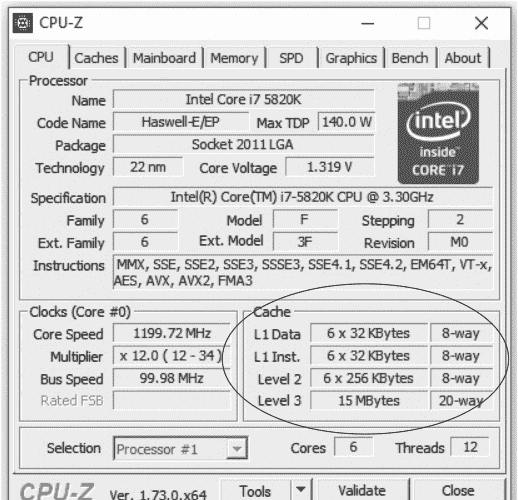 CPU-Z
CPU Caches Mainboard Memory SPD Graphics Bench About
Processor
Name Intel Core i7 5820K
Code Name Haswell-E/EP Max TDP 140.0 W
Package Socket 2011 LGA
Technology 22 nm Core Voltage 1.319 V
intel
inside™
CORE™ i7
Specification Intel(R) Core(TM) i7-5820K CPU @ 3.30GHz
Family 6 Model F Stepping 2
Ext. Family 6 Ext. Model 3F Revision M0
Instructions MMX, SSE, SSE2, SSE3, SSSE3, SSE4.1, SSE4.2, EM64T, VT-x,
AES, AVX, AVX2, FMA3
Clocks (Core #0)
Core Speed 1199.72 MHz
Multiplier x 12.0 ( 12 - 34 )
Bus Speed 99.98 MHz
Rated FSB
Cache
L1 Data 6 x 32 KBytes 8-way
L1 Inst. 6 x 32 KBytes 8-way
Level 2 6 x 256 KBytes 8-way
Level 3 15 MBytes 20-way
Selection Processor #1 Cores 6 Threads 12
CPU-Z Ver. 1.73.0.x64 Tools Validate Close